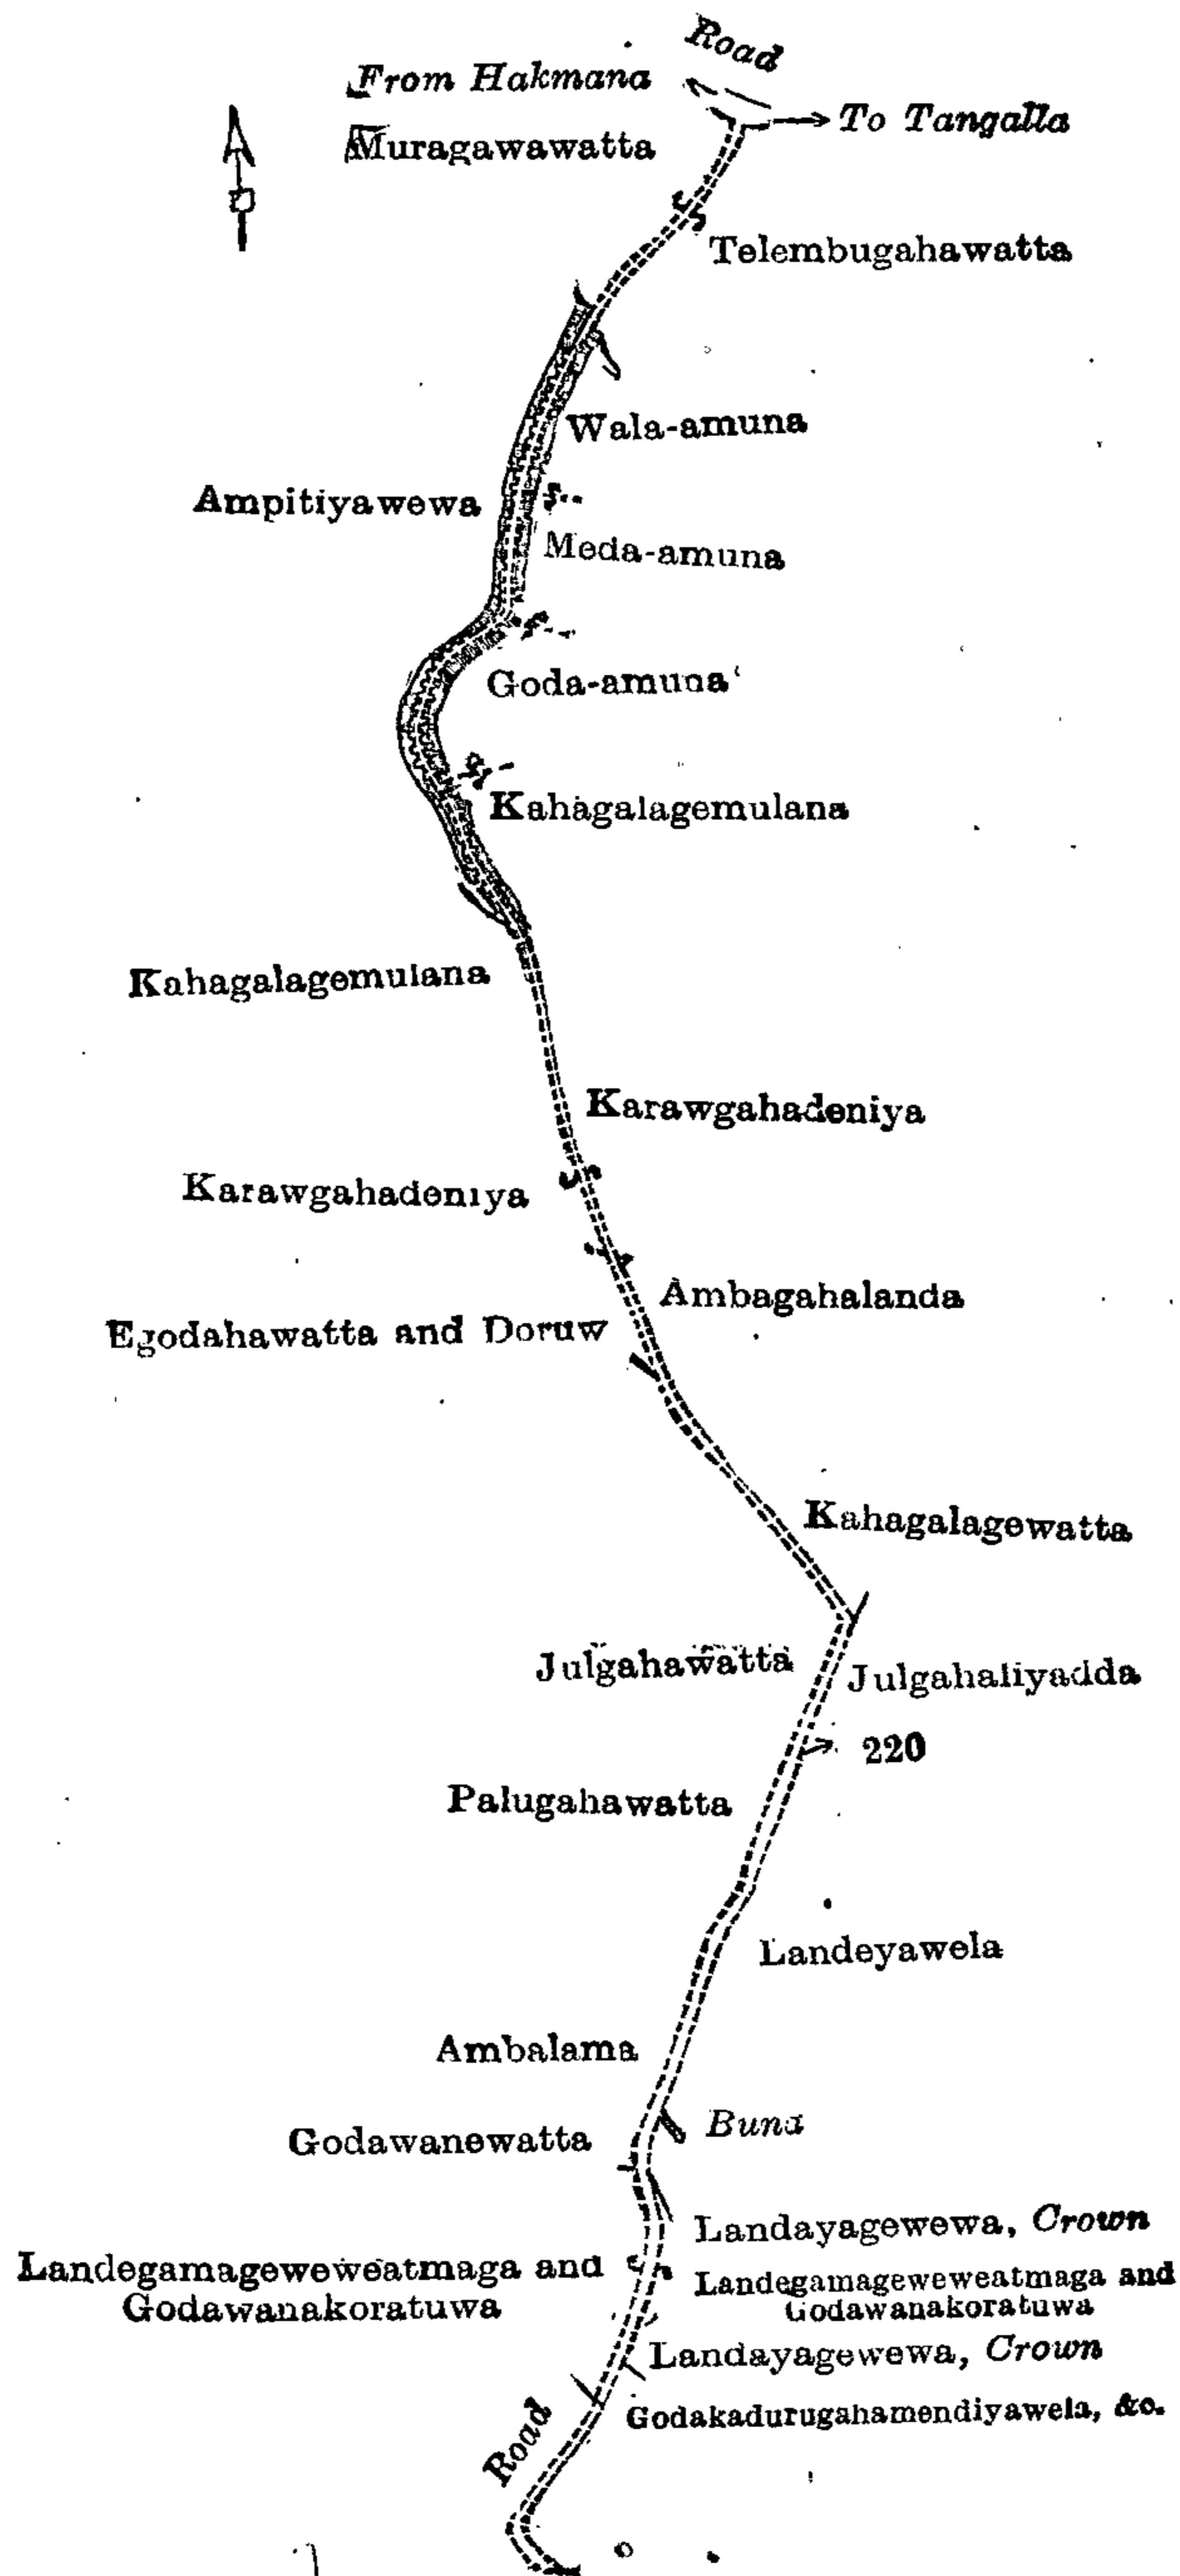 Road
From Hakmana
To Tangalla
Muragawawatta
Telembugahawatta
Wala-amuna
Ampitiyawewa
Meda-amuna
Goda-amuna
Kahagalagemulana
Kahagalagemulana
Karawgahadeniya
Karawgahadeniya
Ambagahalanda
Egodahawatta and Doruw
Kahagalagewatta
Julgahawatta
Julgahaliyadda
220
Palugahawatta
Landeyawela
Ambalama
Buna
Godawanewatta
Landayagewewa, Crown
Landegamageweweatmaga and
Godawanakoratuwa
Landegamageweweatmaga and
Godawanakoratuwa
Landayagewewa, Crown
Godakadurugahamendiyawela, &c.
Road